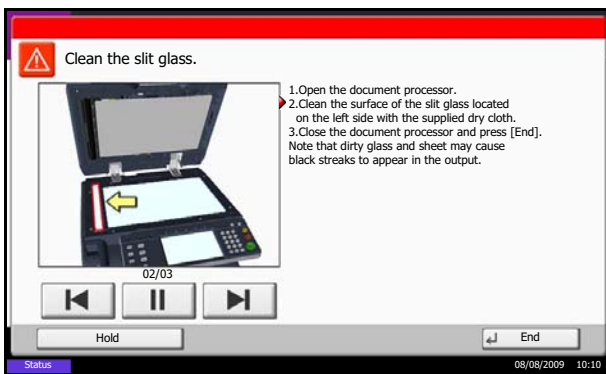 Clean the slit glass.
1.Open the document processor.
2.Clean the surface of the slit glass located
on the left side with the supplied dry cloth.
3.Close the document processor and press [End].
Note that dirty glass and sheet may cause
black streaks to appear in the output.
02/03
Hold
End
Status
08/08/2009 10:10